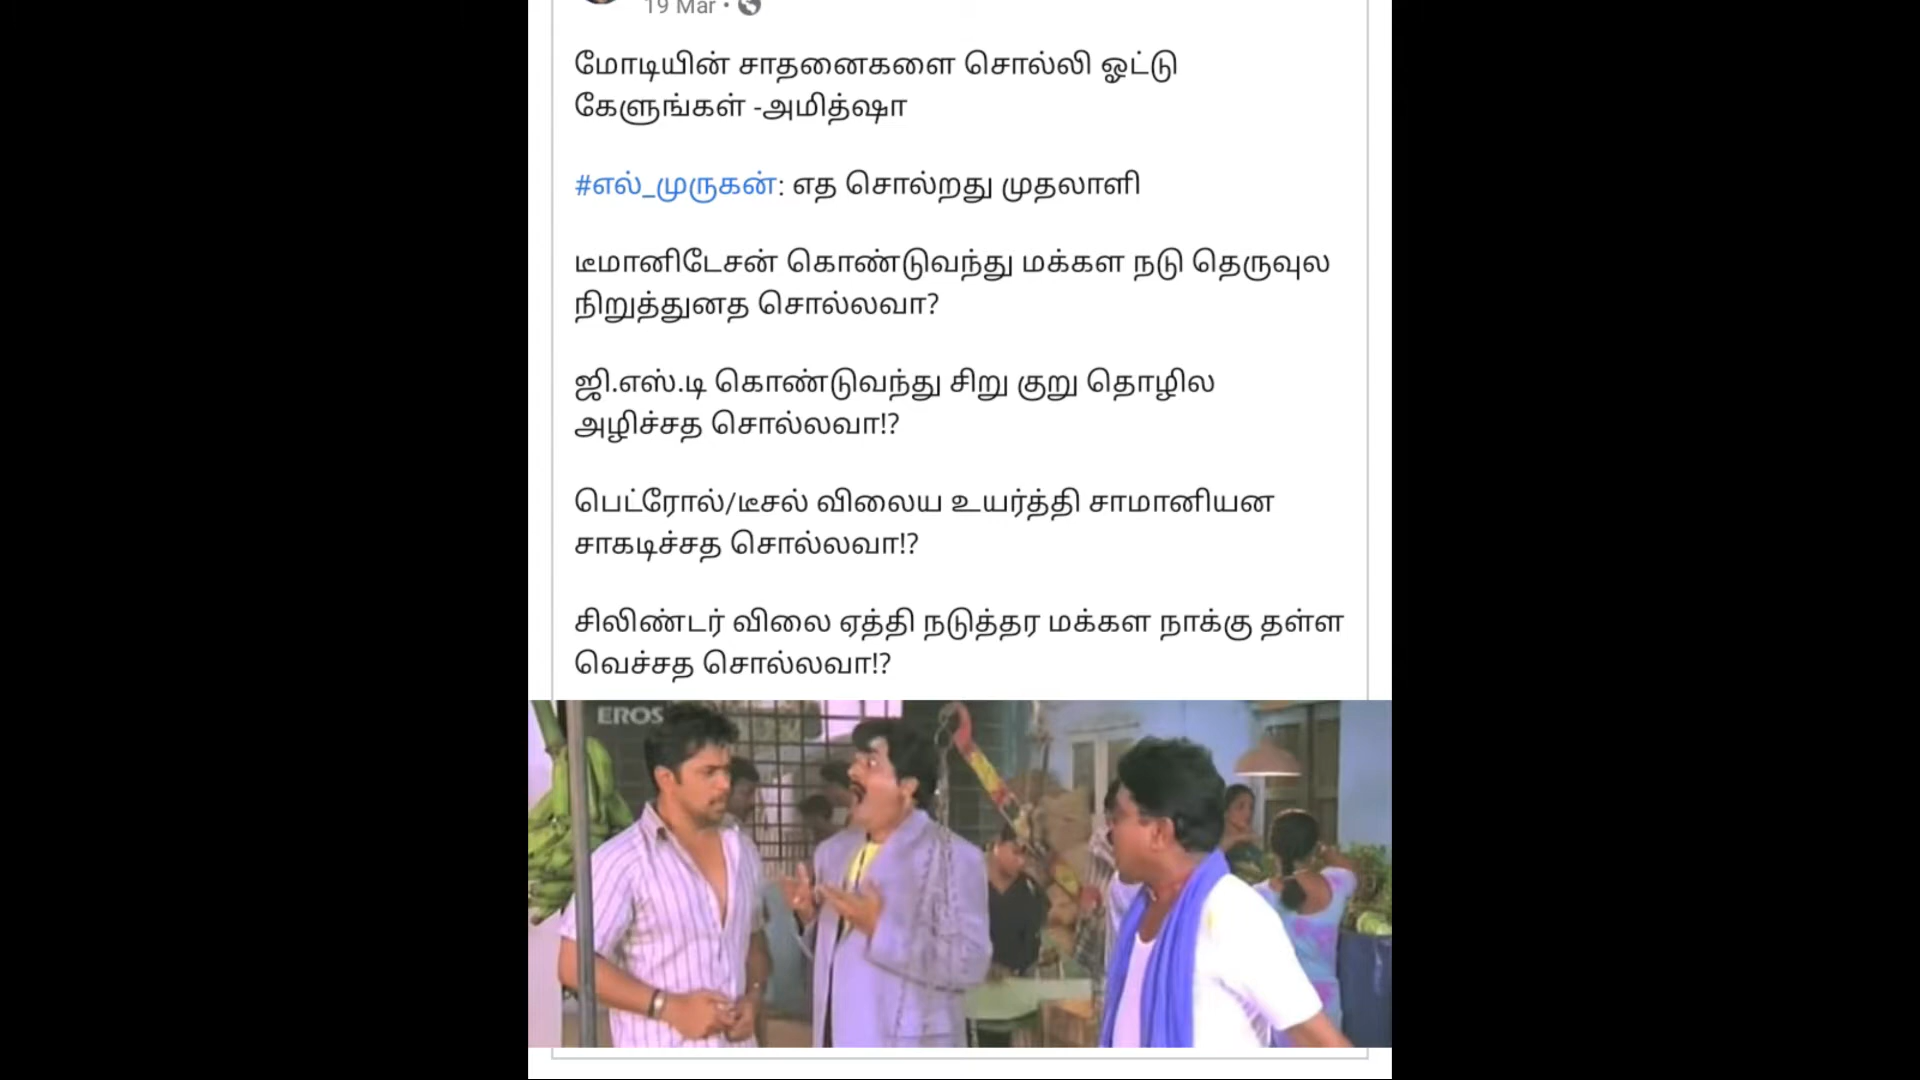 19 Mar •
மோடியின் சாதனைகளை சொல்லி ஓட்டு
கேளுங்கள் -அமித்ஷா
#எல்_முருகன்: எத சொல்றது முதலாளி
டீமானிடேசன் கொண்டுவந்து மக்கள நடு தெருவுல
நிறுத்துனத சொல்லவா?
ஜி.எஸ்.டி கொண்டுவந்து சிறு குறு தொழில
அழிச்சத சொல்லவா!?
பெட்ரோல்/டீசல் விலைய உயர்த்தி சாமானியன
சாகடிச்சத சொல்லவா!?
சிலிண்டர் விலை ஏத்தி நடுத்தர மக்கள நாக்கு தள்ள
வெச்சத சொல்லவா!?
EROS